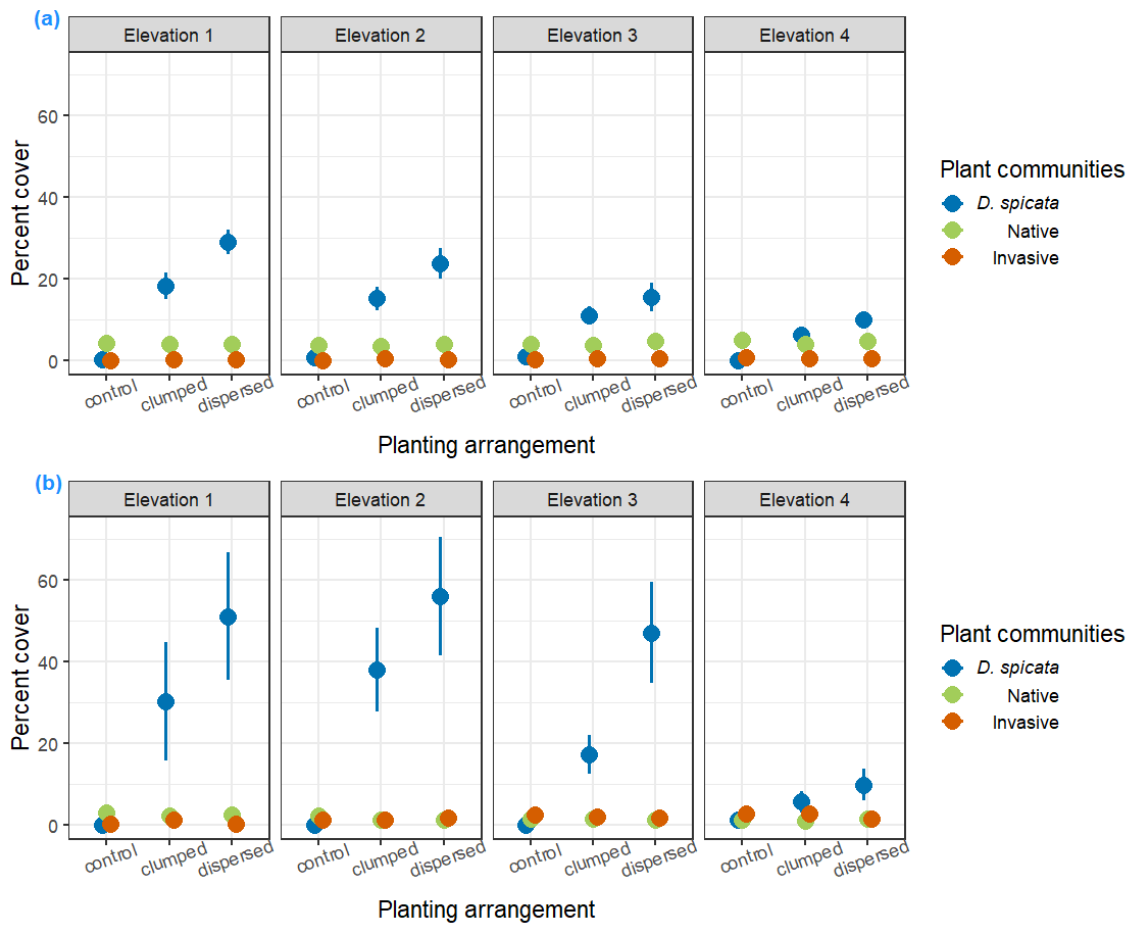 (a)
Elevation 1
Elevation 2
Elevation 3
Elevation 4
Percent cover
60
40
20
0
control
clumped
dispersed
control
clumped
dispersed
control
clumped
dispersed
control
clumped
dispersed
Planting arrangement
Plant communities
D. spicata
Native
Invasive
(b)
Elevation 1
Elevation 2
Elevation 3
Elevation 4
Percent cover
60
40
20
0
control
clumped
dispersed
control
clumped
dispersed
control
clumped
dispersed
control
clumped
dispersed
Planting arrangement
Plant communities
D. spicata
Native
Invasive